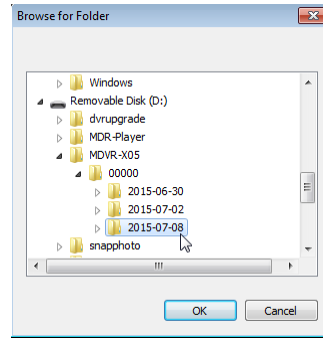 Browse for Folder
Windows
Removable Disk (D:)
dvrupgrade
MDR-Player
MDVR-X05
00000
2015-06-30
2015-07-02
2015-07-08
snapphoto
OK Cancel